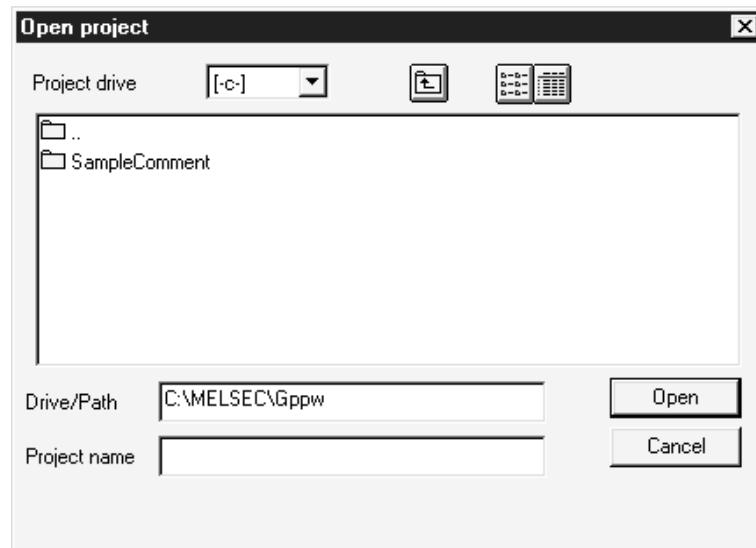 Open project
Project drive [-c-]
..
SampleComment
Drive/Path C:\MELSEC\Gppw Open
Project name Cancel